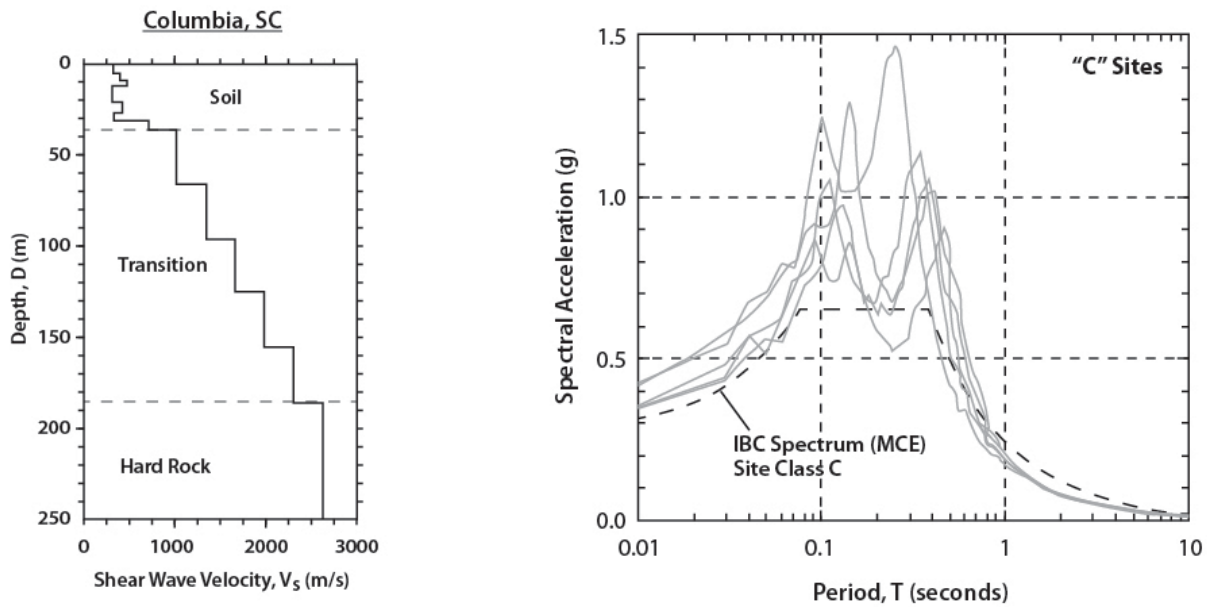 Columbia, SC
0
50
100
150
200
250
Depth, D (m)
Soil
Transition
Hard Rock
0 1000 2000 3000
Shear Wave Velocity, VS (m/s)
1.5
1.0
0.5
0.0
Spectral Acceleration (g)
"C" Sites
IBC Spectrum (MCE)
Site Class C
0.01 0.1 1 10
Period, T (seconds)